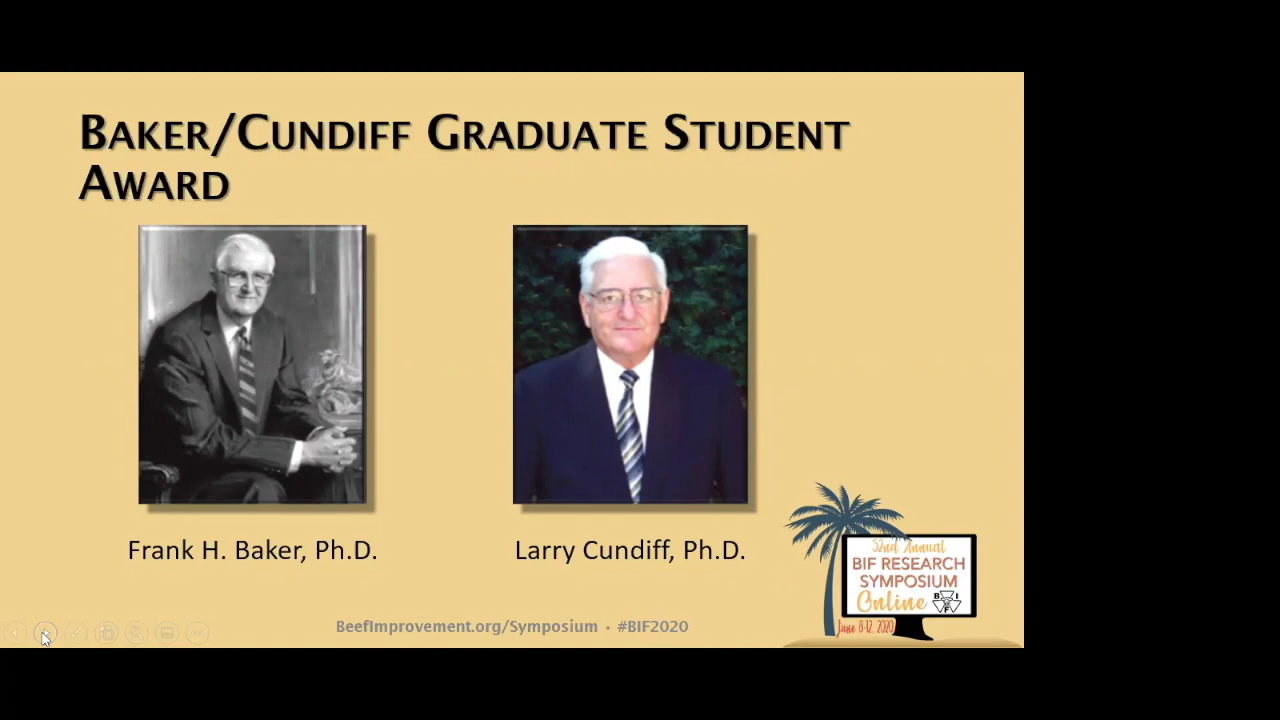 BAKER/CUNDIFF GRADUATE STUDENT
AWARD
Frank H. Baker, Ph.D.
Larry Cundiff, Ph.D.
52nd Annual
BIF RESEARCH
SYMPOSIUM
Online
B I
F
June 8-12, 2020
BeefImprovement.org/Symposium • #BIF2020